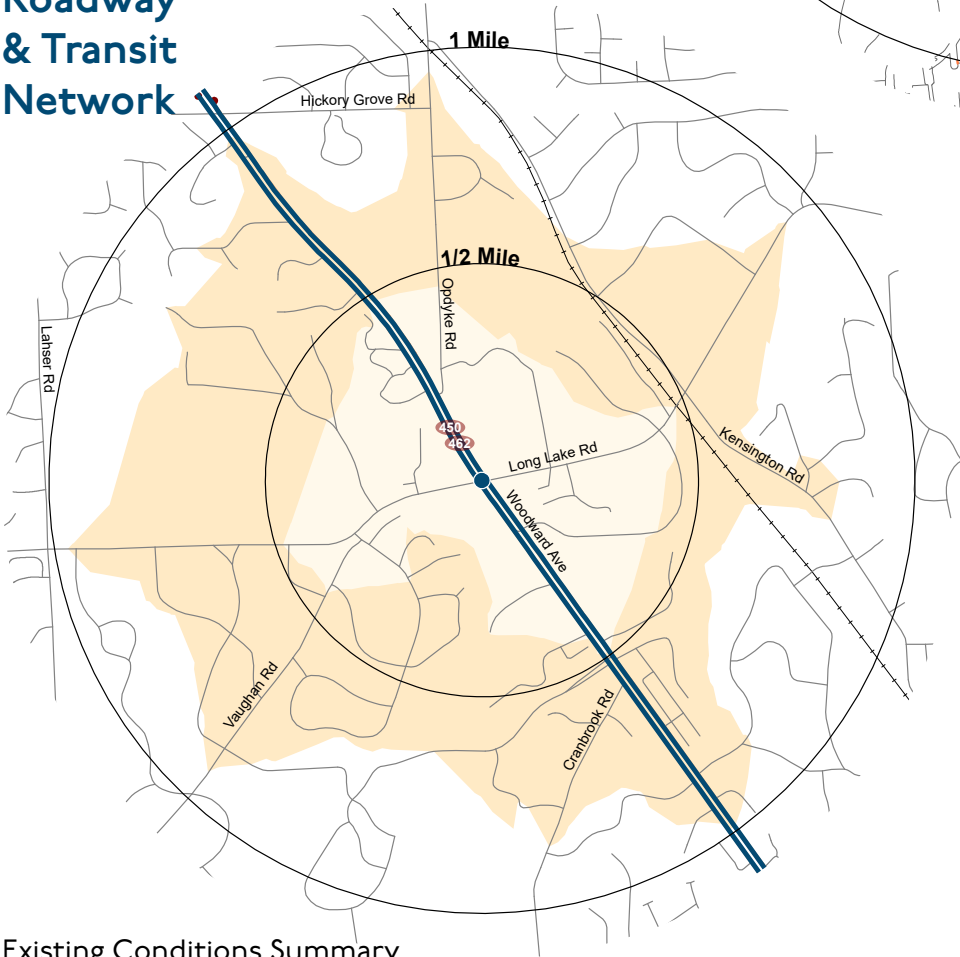 Roadway
& Transit
Network
1 Mile
Hickory Grove Rd
1/2 Mile
Opdyke Rd
Lahser Rd
450
462
Long Lake Rd
Kensington Rd
Woodward Ave
Vaughan Rd
Cranbrook Rd
Existing Conditions Summary